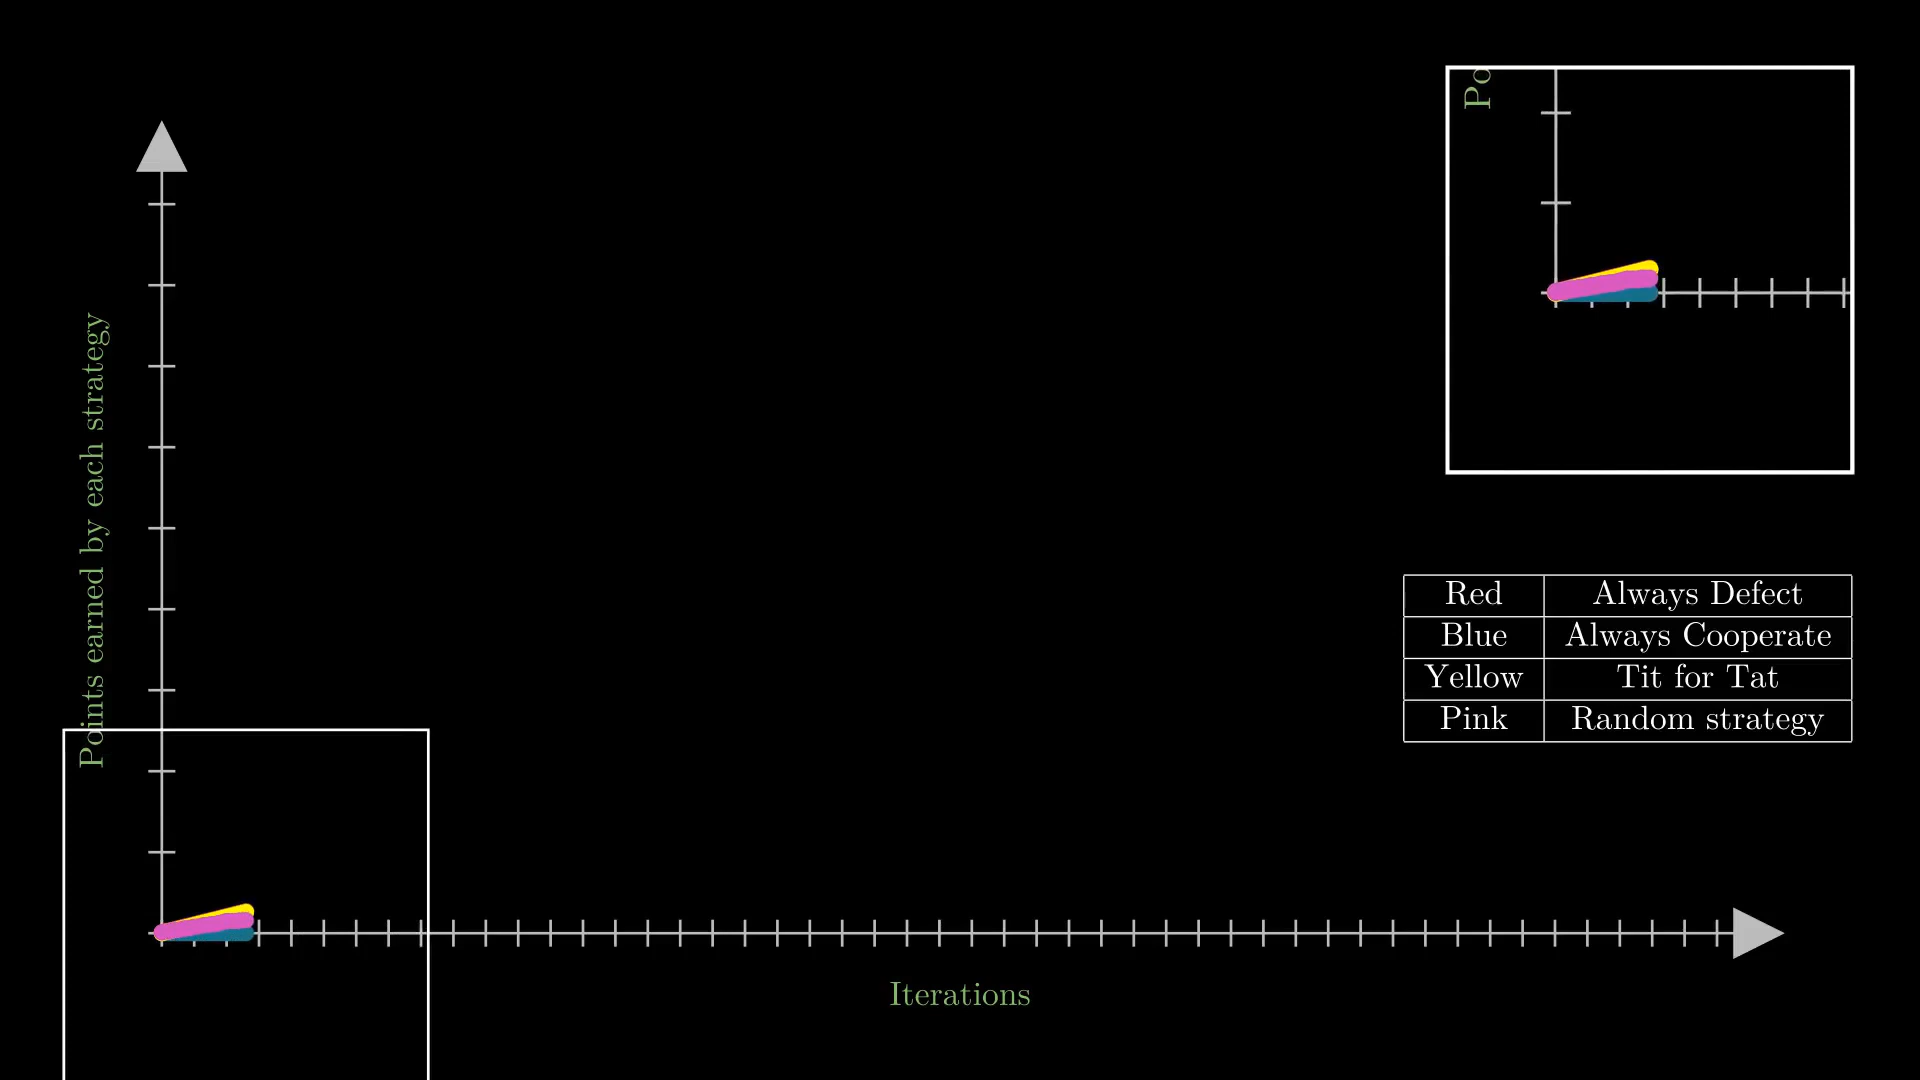 Po
Points earned by each strategy
Red Always Defect
Blue Always Cooperate
Yellow Tit for Tat
Pink Random strategy
Iterations